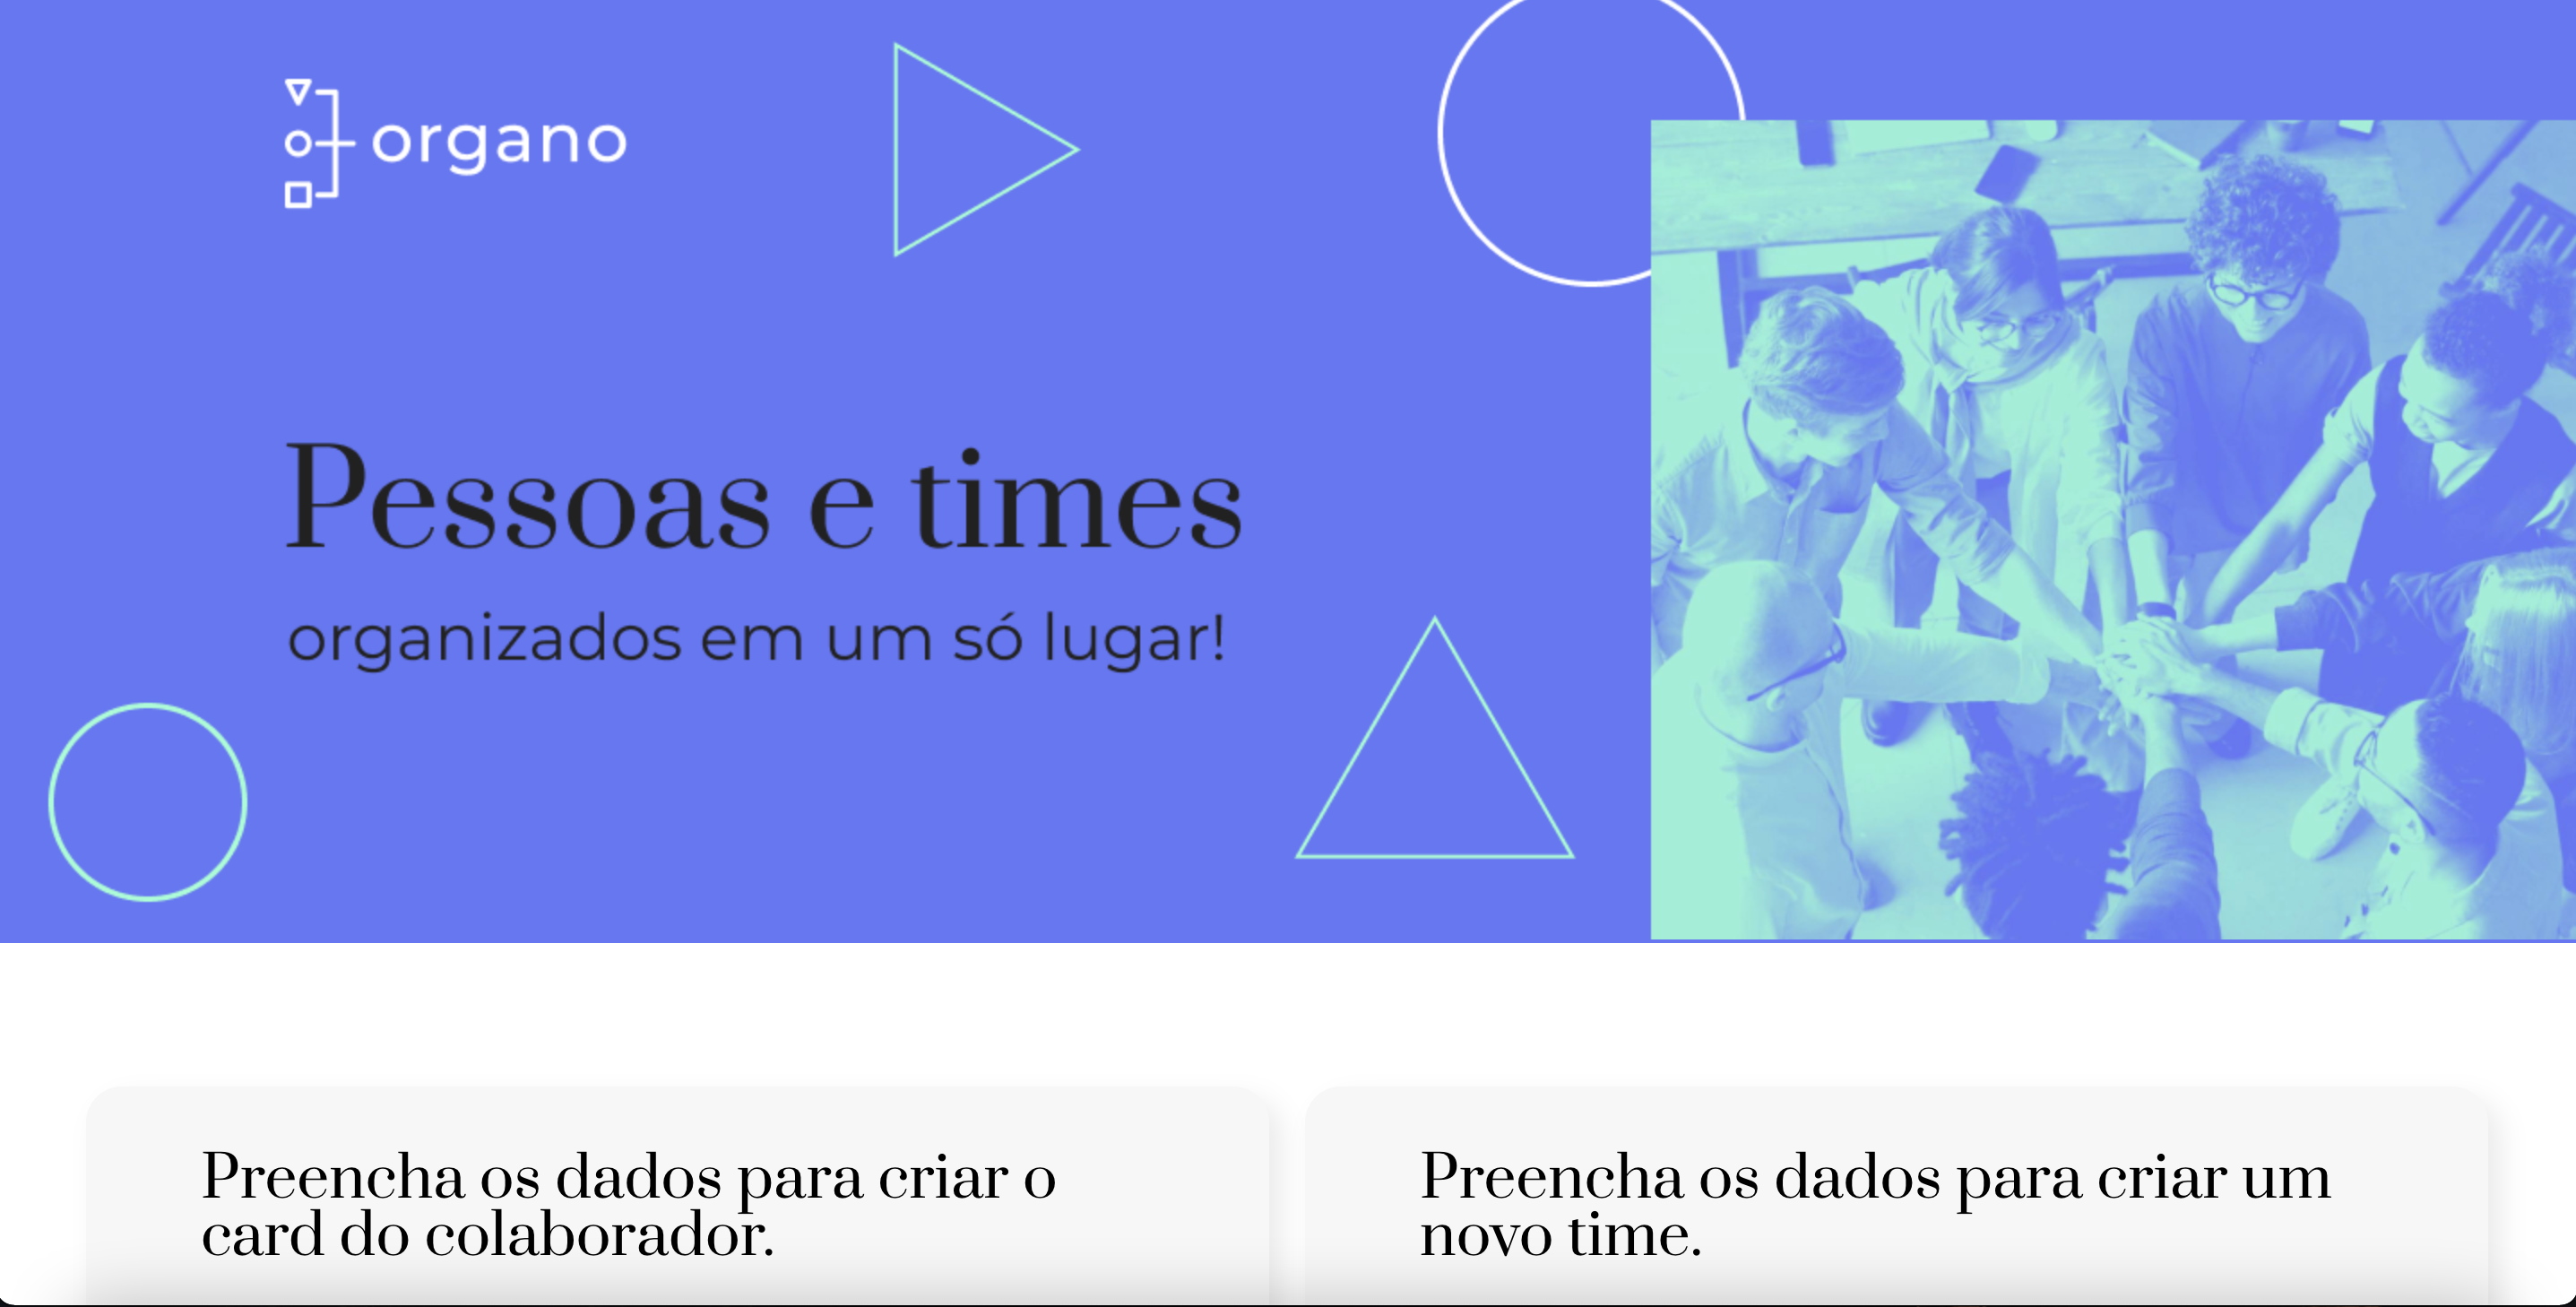 organo
Pessoas e times
organizados em um só lugar!
Preencha os dados para criar o
card do colaborador.
Preencha os dados para criar um
novo time.